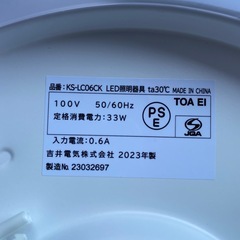 品番：KS-LC06CK LED照明器具 ta30℃ MADE IN CHINA
100V 50/60Hz
定格消費電力：33W
入力電流：0.6A
吉井電気株式会社 2023年製
製造No. 23032697
PS
E
TOA EI
JQA